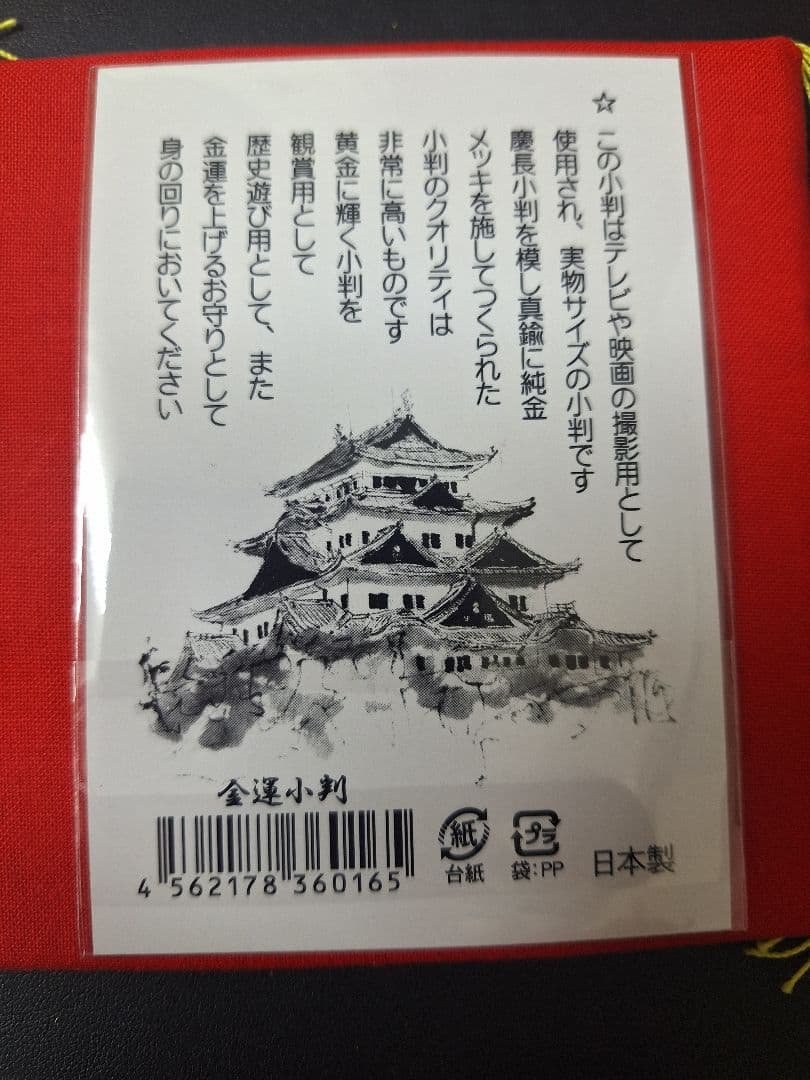 ☆ この小判はテレビや映画の撮影用として
使用され、実物サイズの小判です
慶長小判を模し真鍮に純金
メッキを施してつくられた
小判のクオリティは
非常に高いものです
黄金に輝く小判を
観賞用として
歴史遊び用として、また
金運を上げるお守りとして
身の回りにおいてください
金運小判
4 562178 360165
紙
台紙
プラ
袋:PP
日本製